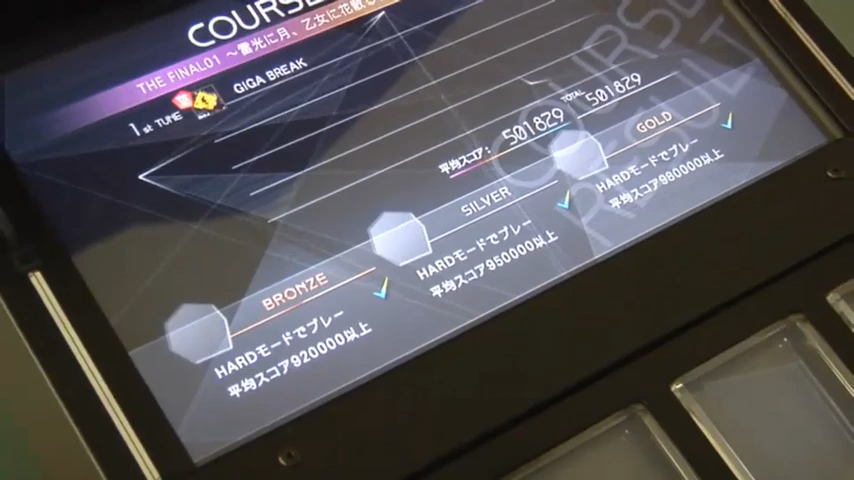 COURSE
THE FINAL01 〜雷光に月、乙女に花散
1st TUNE
GIGA BREAK
COURSE
RESULT
TOTAL
平均スコア: 501829 501829
BRONZE
HARDモードでプレー
平均スコア920000以上
SILVER
HARDモードでプレー
平均スコア950000以上
GOLD
HARDモードでプレー
平均スコア980000以上